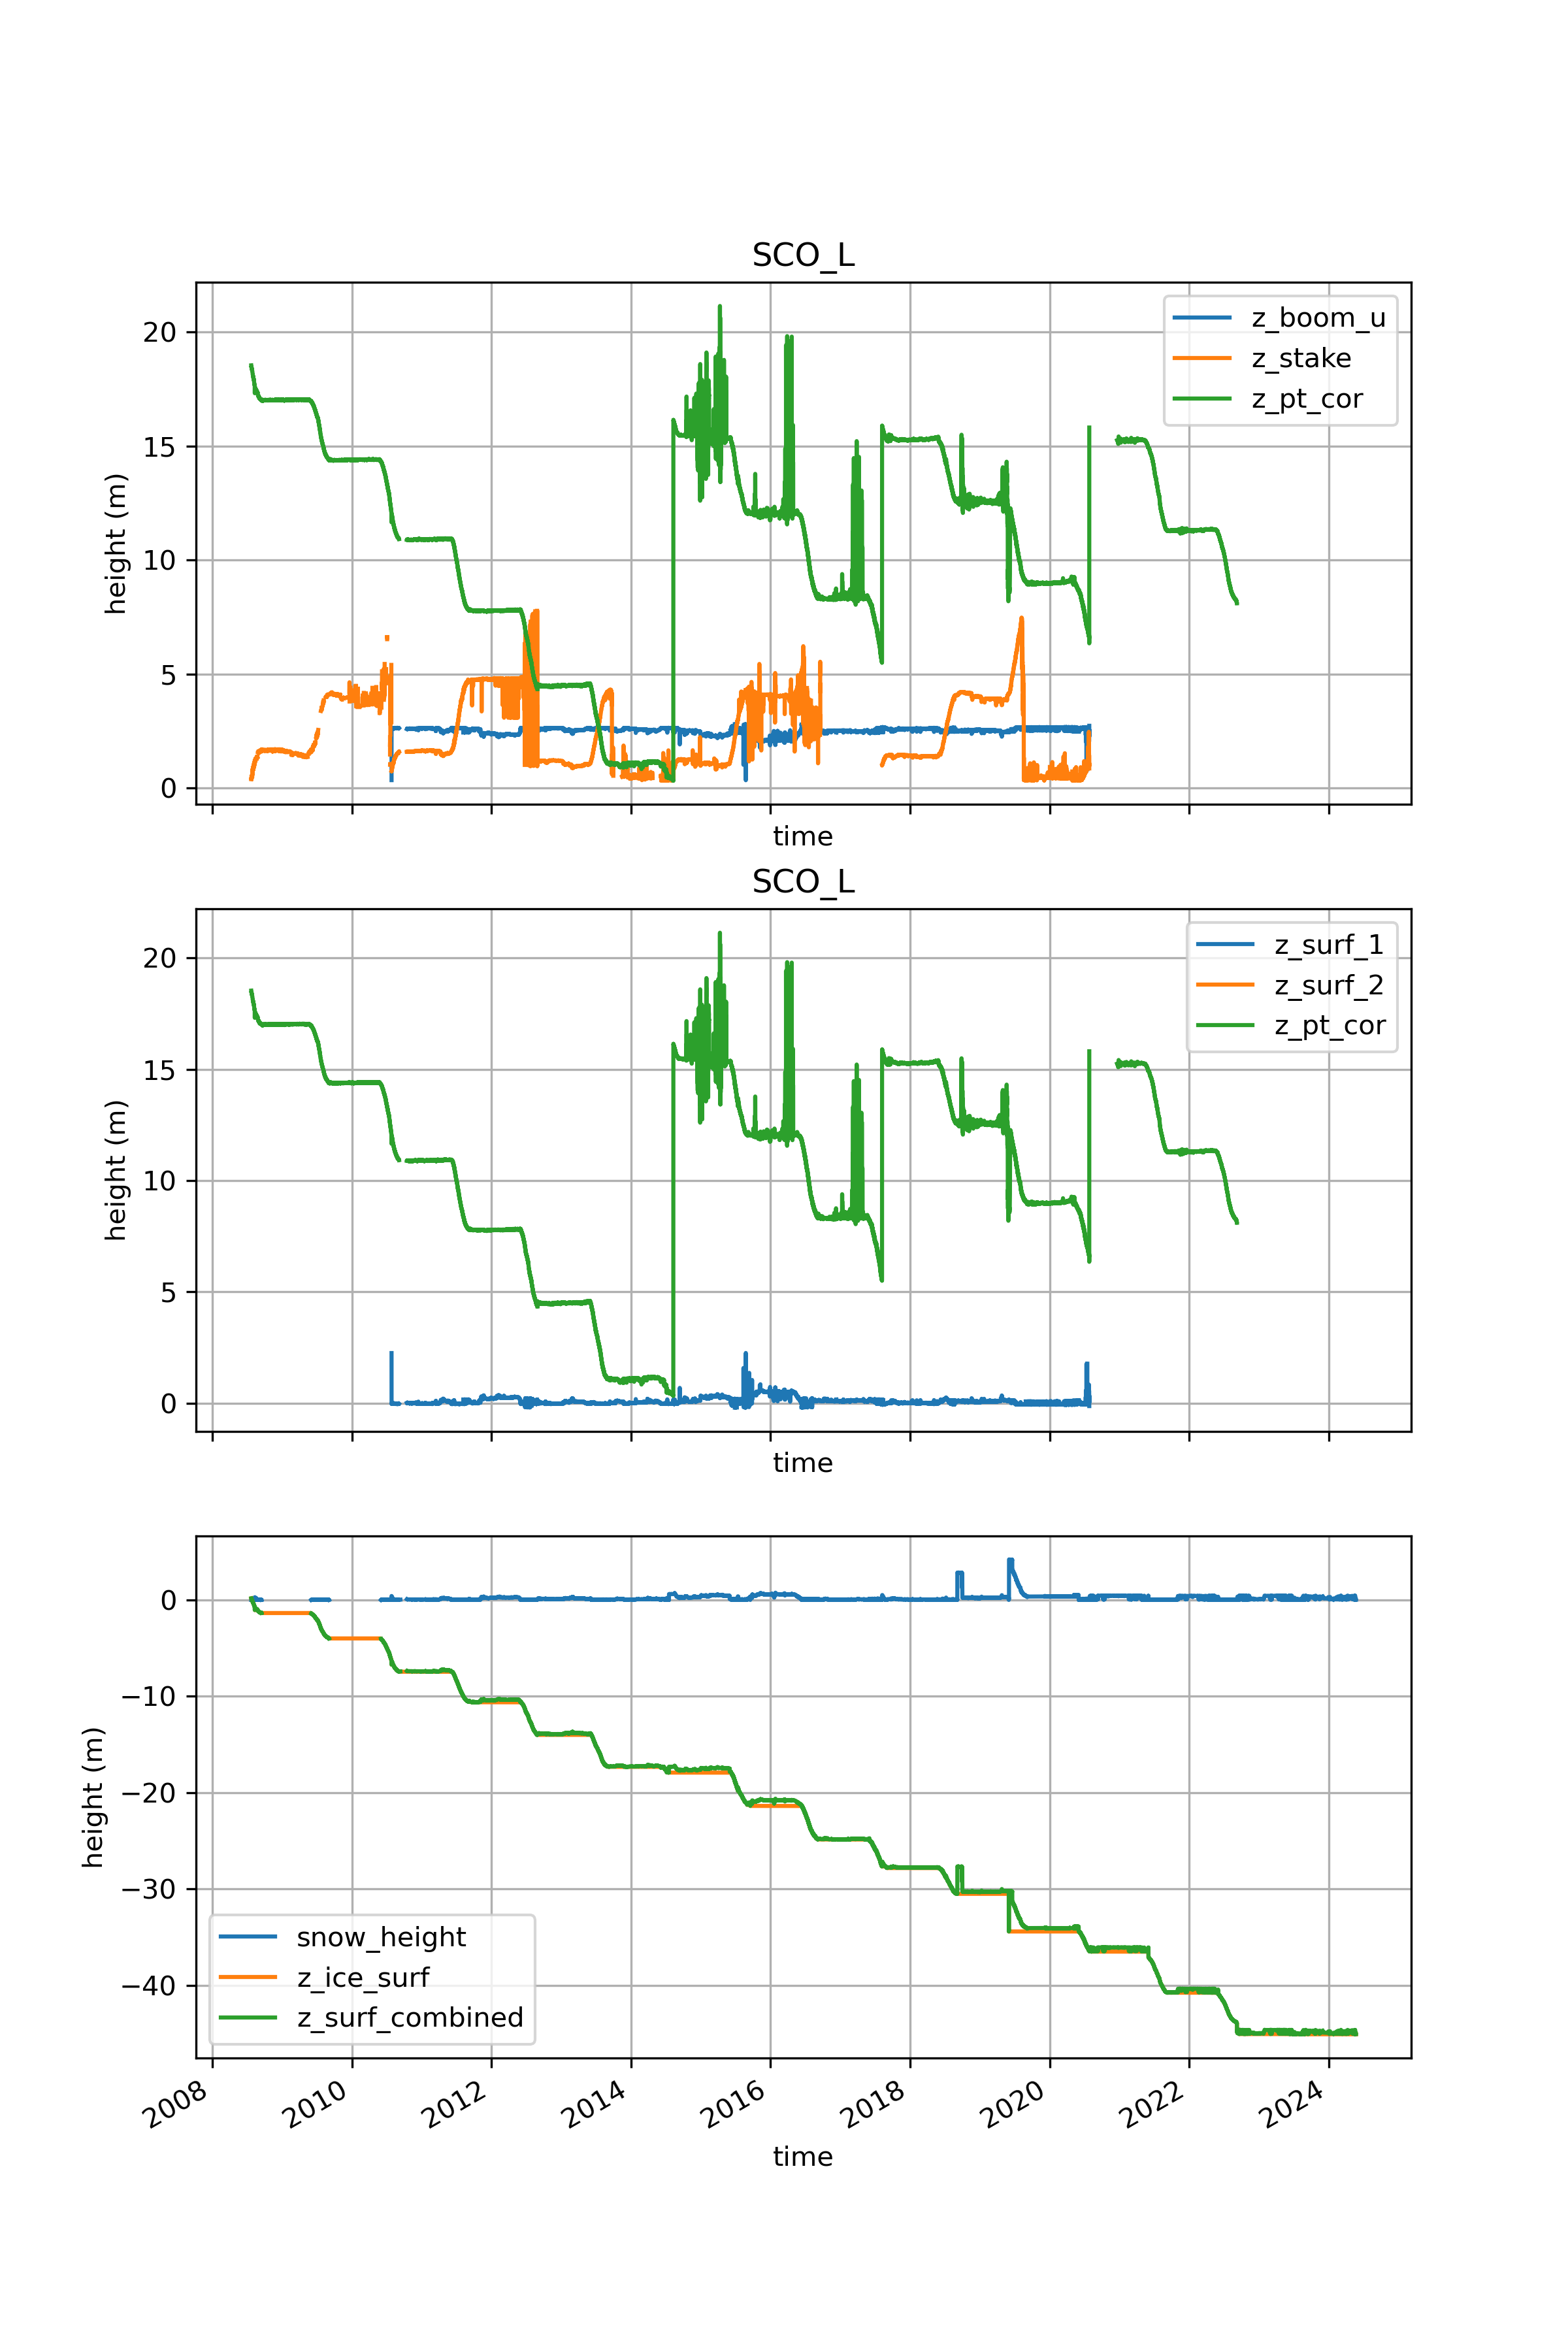 SCO_L
20
15
10
5
0
height (m)
z_boom_u
z_stake
z_pt_cor
time
SCO_L
20
15
10
5
0
height (m)
z_surf_1
z_surf_2
z_pt_cor
time
0
−10
−20
−30
−40
height (m)
snow_height
z_ice_surf
z_surf_combined
2008 2010 2012 2014 2016 2018 2020 2022 2024
time